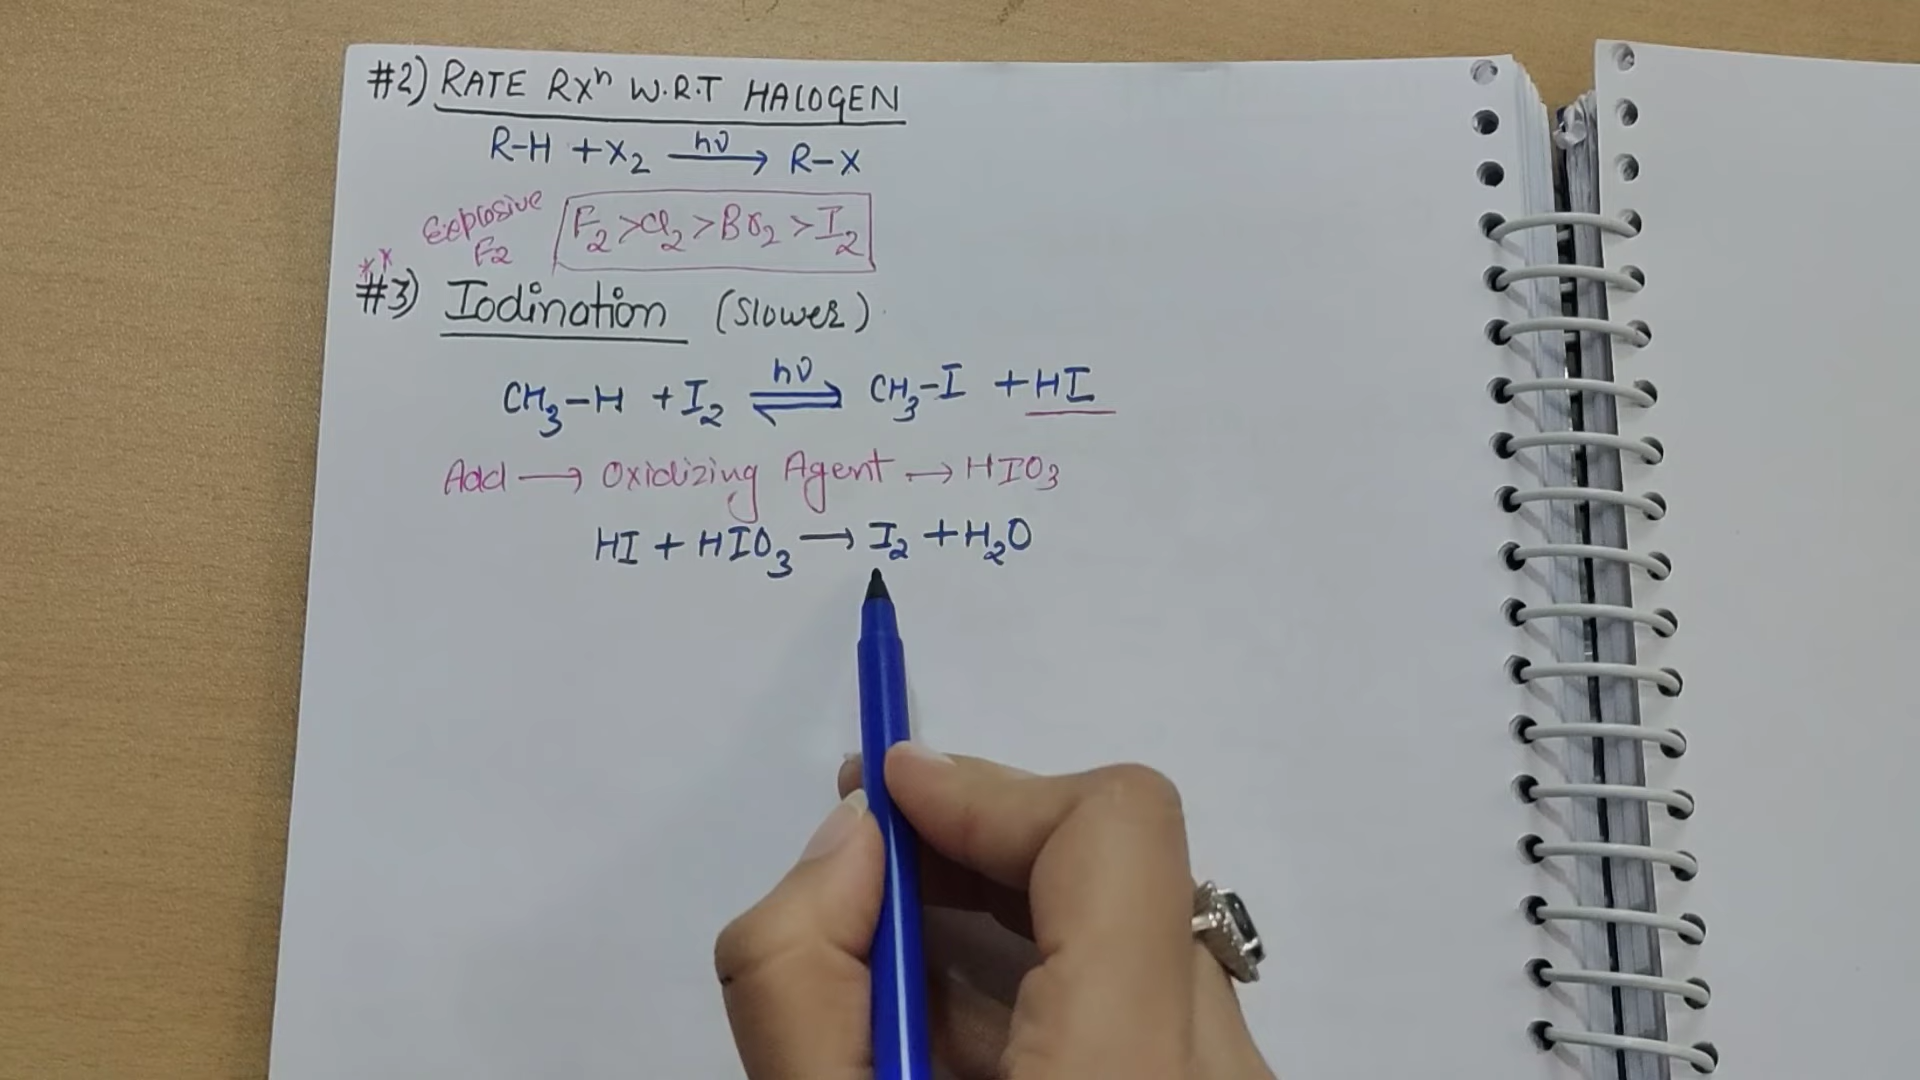 #2) RATE RXⁿ W.R.T HALOGEN
R-H + X₂ —hν→ R-X
Explosive F₂
F₂ > Cl₂ > Br₂ > I₂
**
#3) Iodination (Slower)
CH₃-H + I₂ ⇌ hν CH₃-I + HI
Add → Oxidizing Agent → HIO₃
HI + HIO₃ → I₂ + H₂O